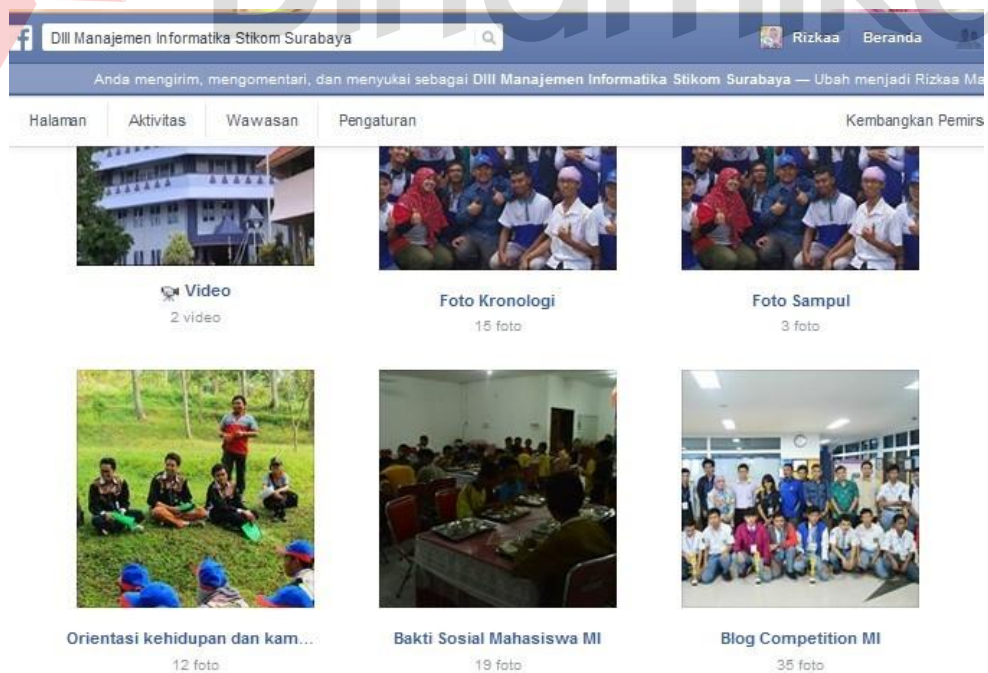 DIII Manajemen Informatika Stikom Surabaya
Rizkaa Beranda
Anda mengirim, mengomentari, dan menyukai sebagai DIII Manajemen Informatika Stikom Surabaya — Ubah menjadi Rizkaa Ma
Halaman Aktivitas Wawasan Pengaturan Kembangkan Pemirs
Video Foto Kronologi Foto Sampul
2 video 15 foto 3 foto
Orientasi kehidupan dan kam... Bakti Sosial Mahasiswa MI Blog Competition MI
12 foto 19 foto 35 foto